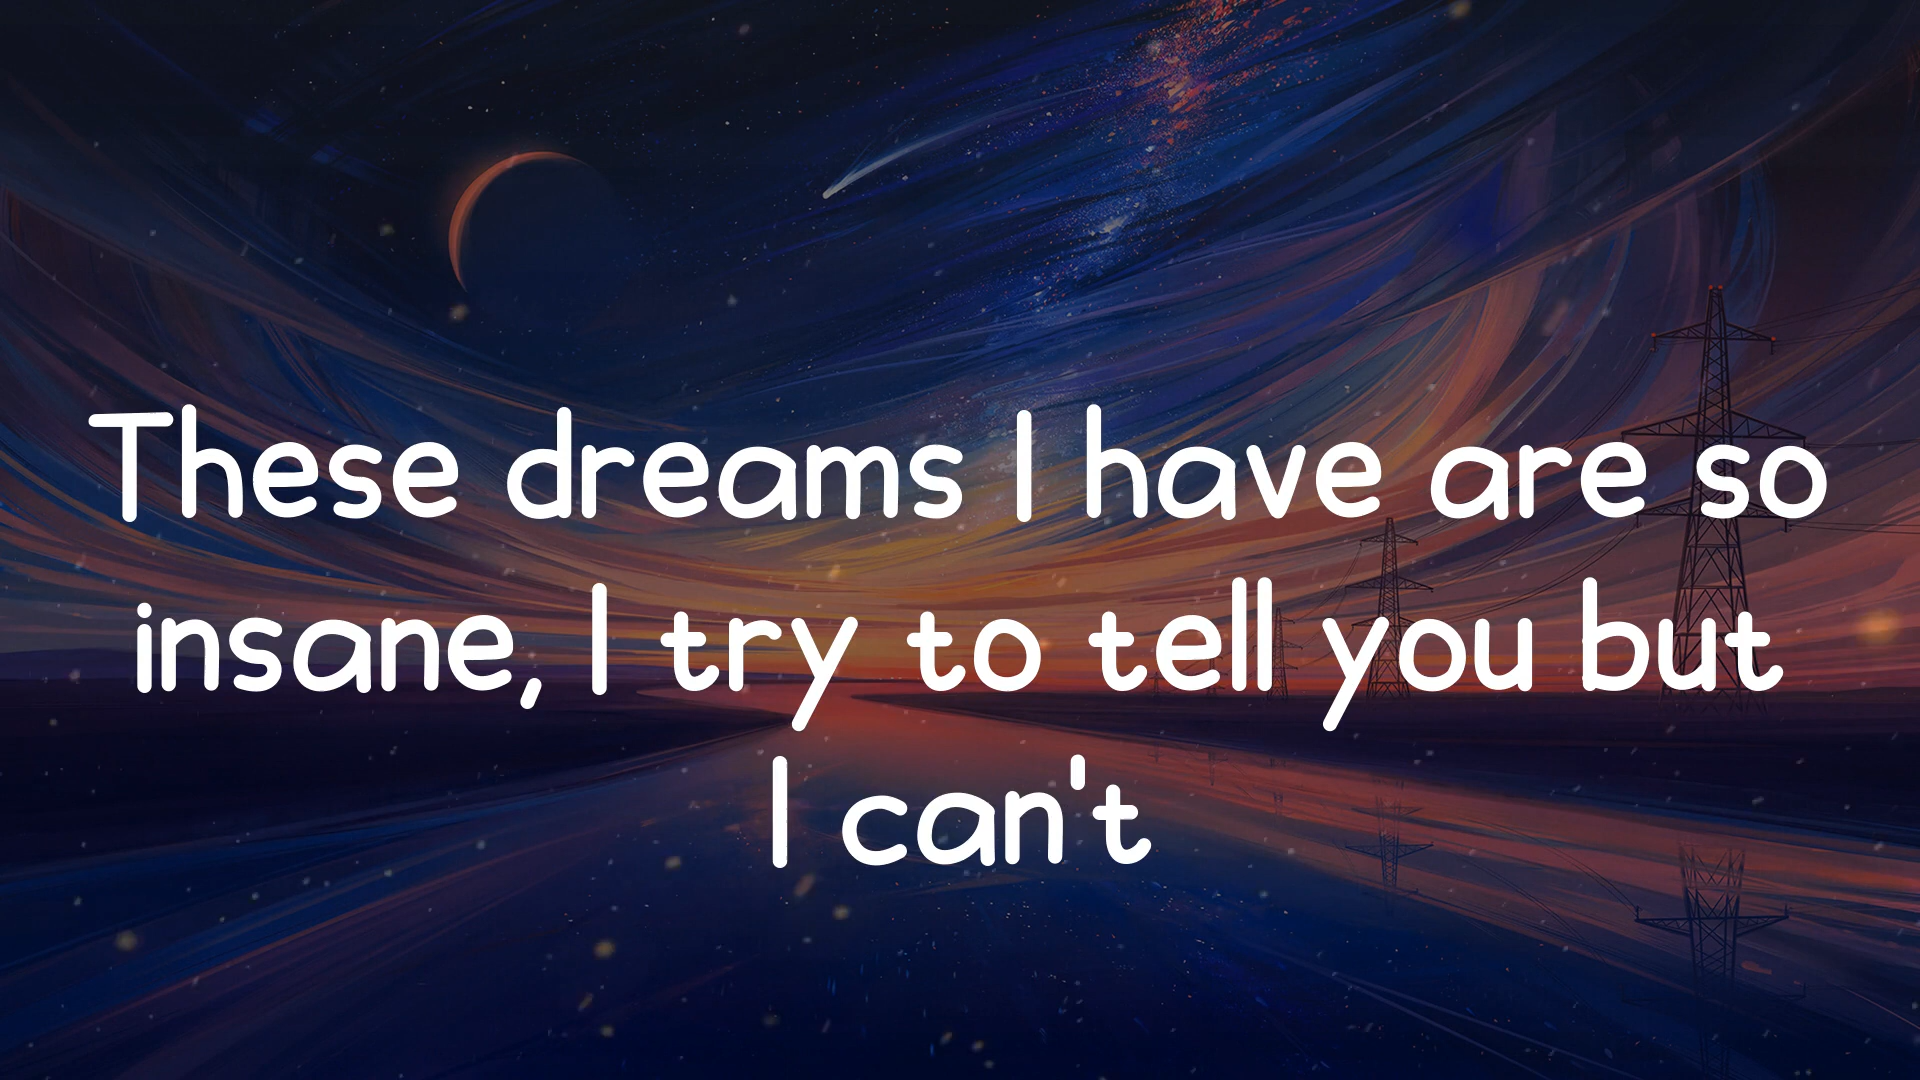 These dreams I have are so
insane, I try to tell you but
I can't